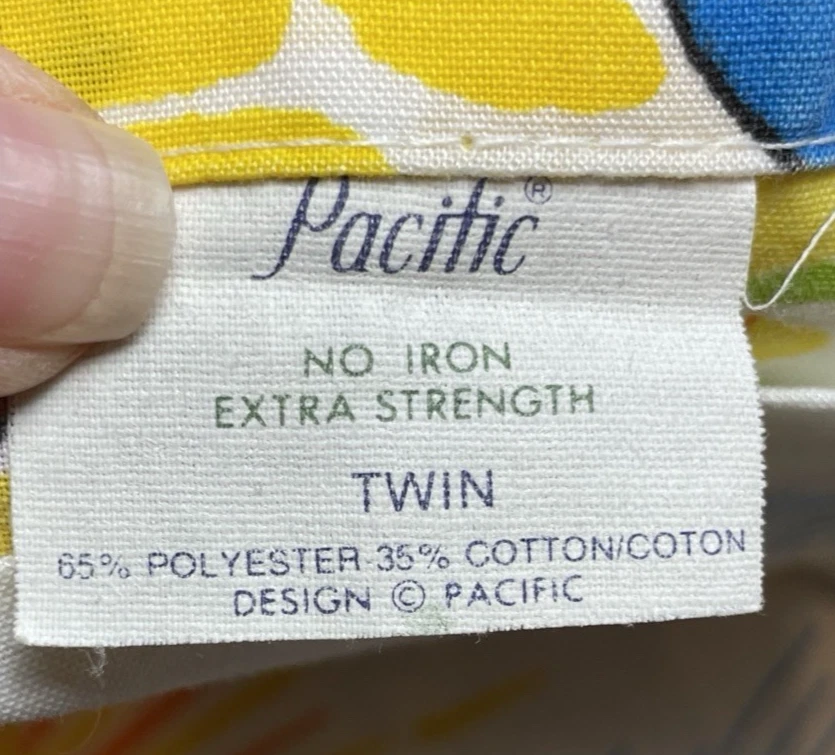 Pacific®
NO IRON
EXTRA STRENGTH
TWIN
65% POLYESTER-35% COTTON/COTON
DESIGN © PACIFIC